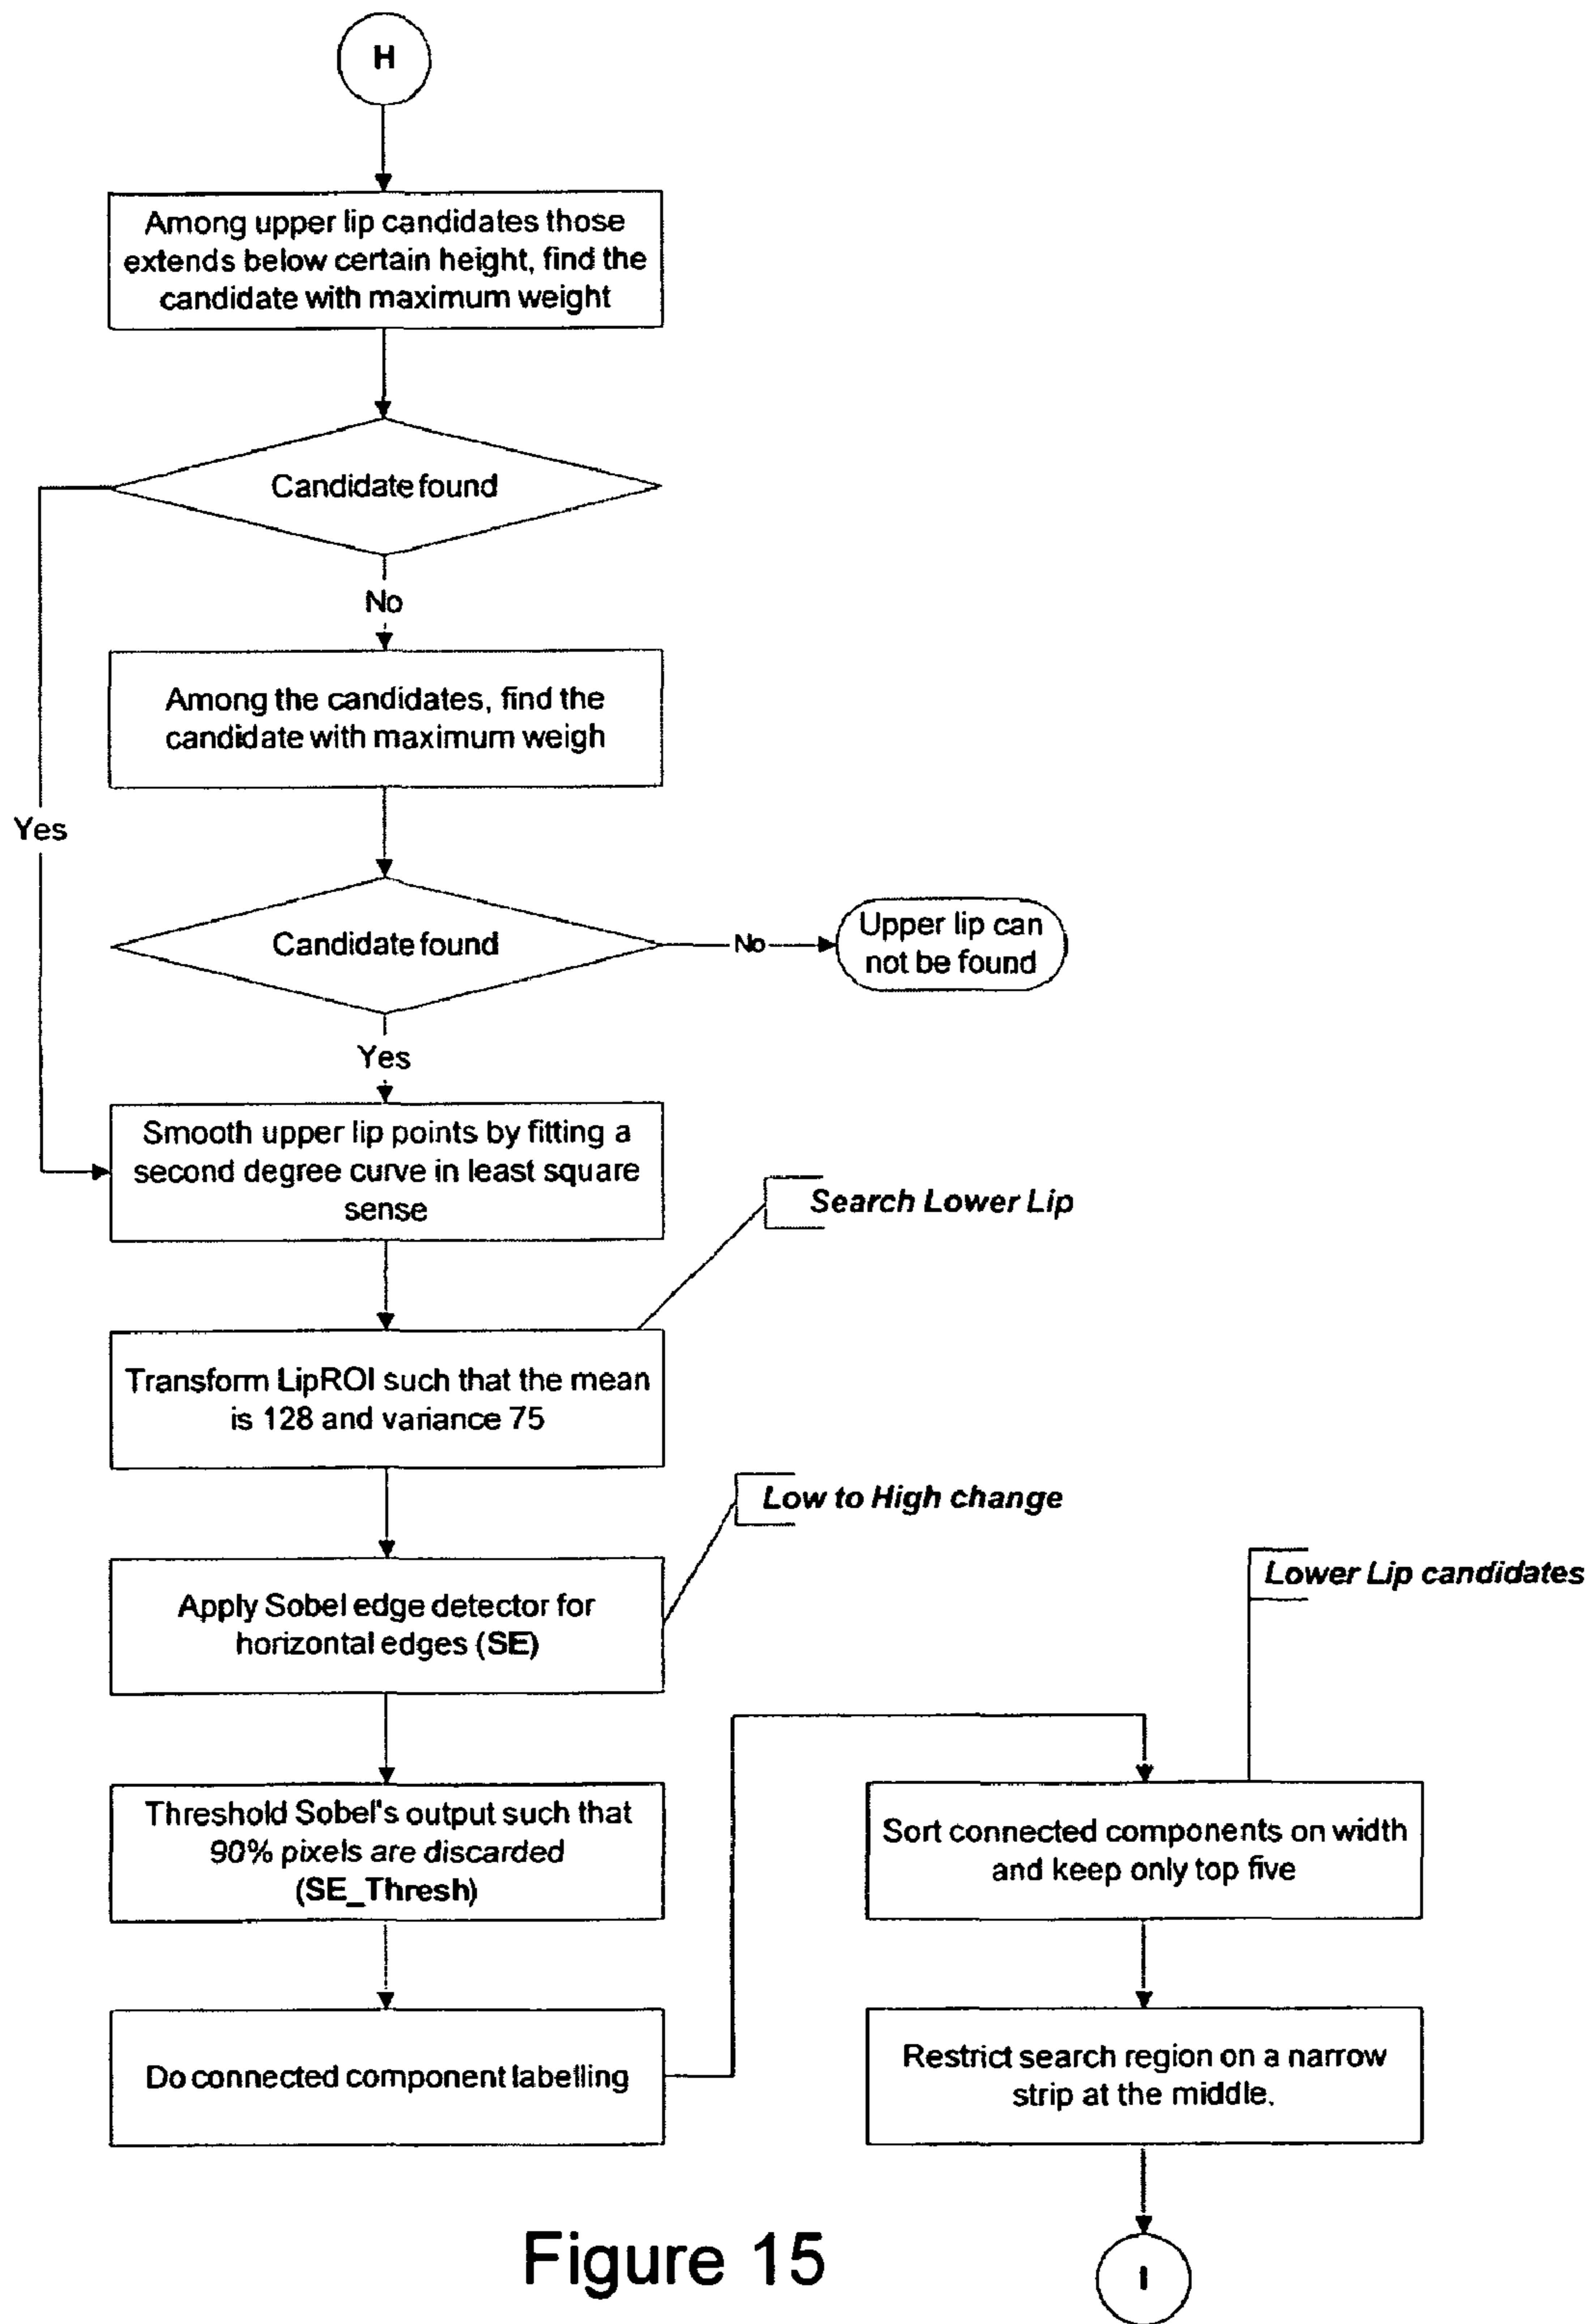 H
Among upper lip candidates those
extends below certain height, find the
candidate with maximum weight
Candidate found
No
Among the candidates, find the
candidate with maximum weigh
Yes
Candidate found
No
Upper lip can
not be found
Yes
Smooth upper lip points by fitting a
second degree curve in least square
sense
Search Lower Lip
Transform LipROI such that the mean
is 128 and variance 75
Low to High change
Apply Sobel edge detector for
horizontal edges (SE)
Lower Lip candidates
Threshold Sobel's output such that
90% pixels are discarded
(SE_Thresh)
Do connected component labelling
Sort connected components on width
and keep only top five
Restrict search region on a narrow
strip at the middle.
I
Figure 15